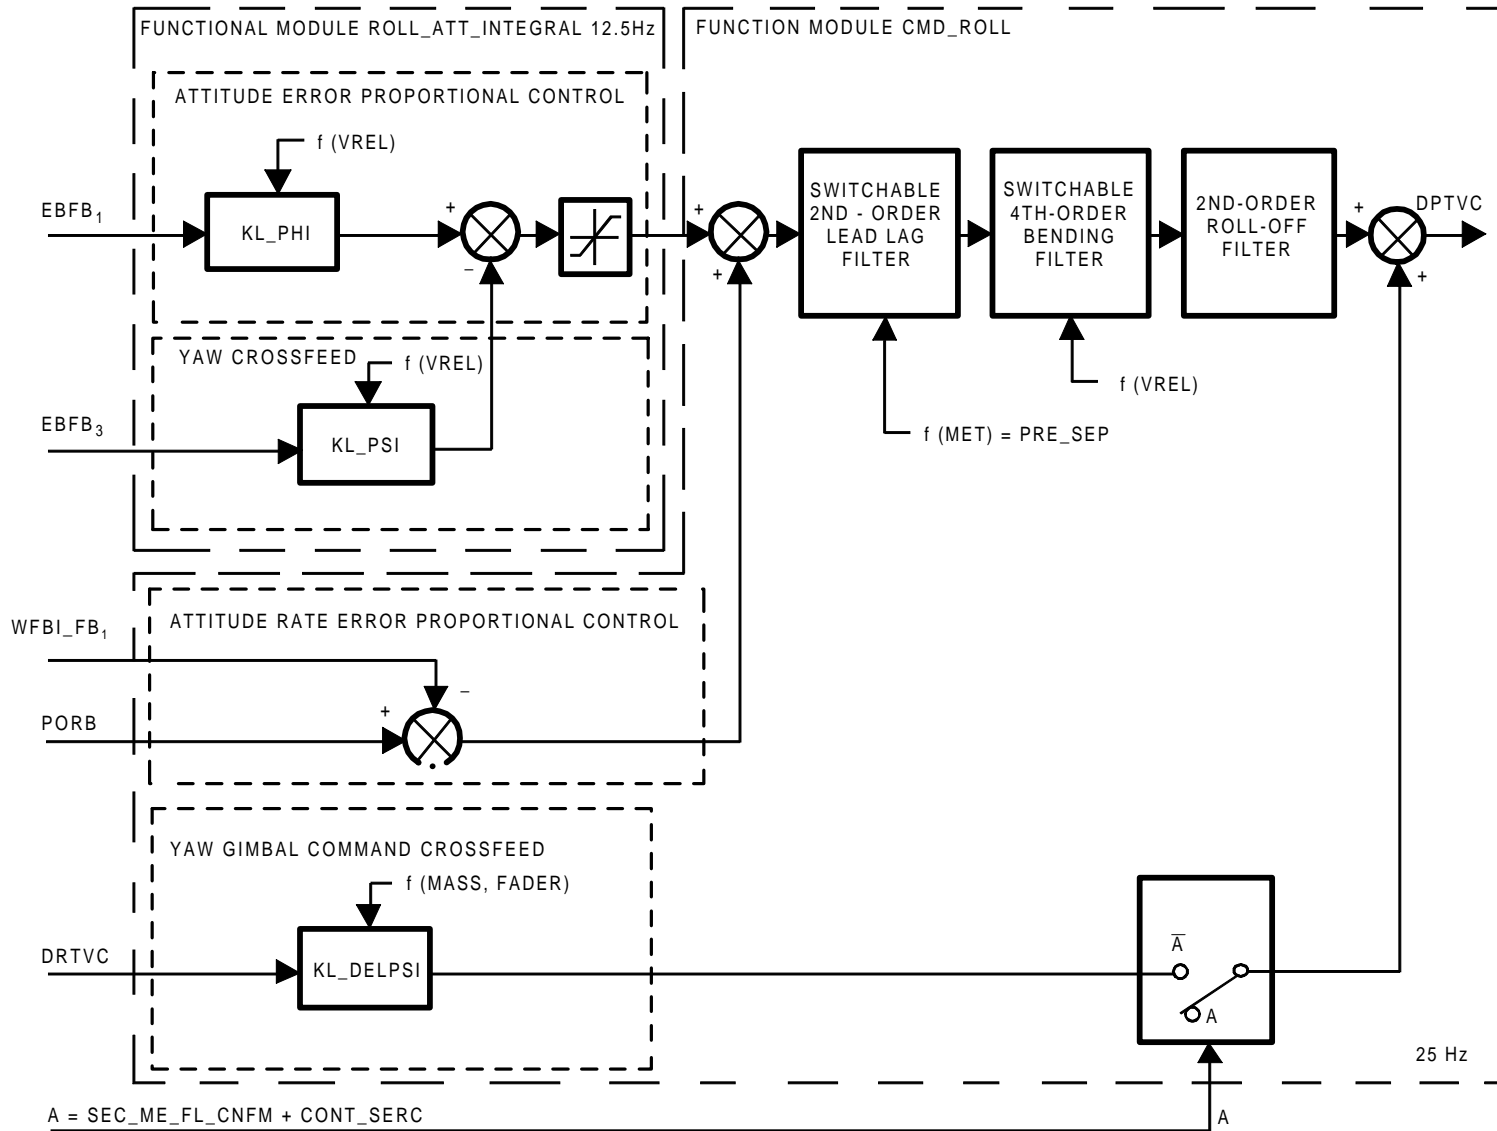 FUNCTIONAL MODULE ROLL_ATT_INTEGRAL 12.5Hz
FUNCTION MODULE CMD_ROLL
ATTITUDE ERROR PROPORTIONAL CONTROL
f (VREL)
EBFB₁
KL_PHI
+
−
+
+
SWITCHABLE
2ND - ORDER
LEAD LAG
FILTER
SWITCHABLE
4TH-ORDER
BENDING
FILTER
2ND-ORDER
ROLL-OFF
FILTER
+
DPTVC
+
YAW CROSSFEED
f (VREL)
f (VREL)
EBFB₃
KL_PSI
f (MET) = PRE_SEP
WFBI_FB₁
ATTITUDE RATE ERROR PROPORTIONAL CONTROL
−
PORB
+
YAW GIMBAL COMMAND CROSSFEED
f (MASS, FADER)
DRTVC
KL_DELPSI
A̅
A
25 Hz
A = SEC_ME_FL_CNFM + CONT_SERC
A